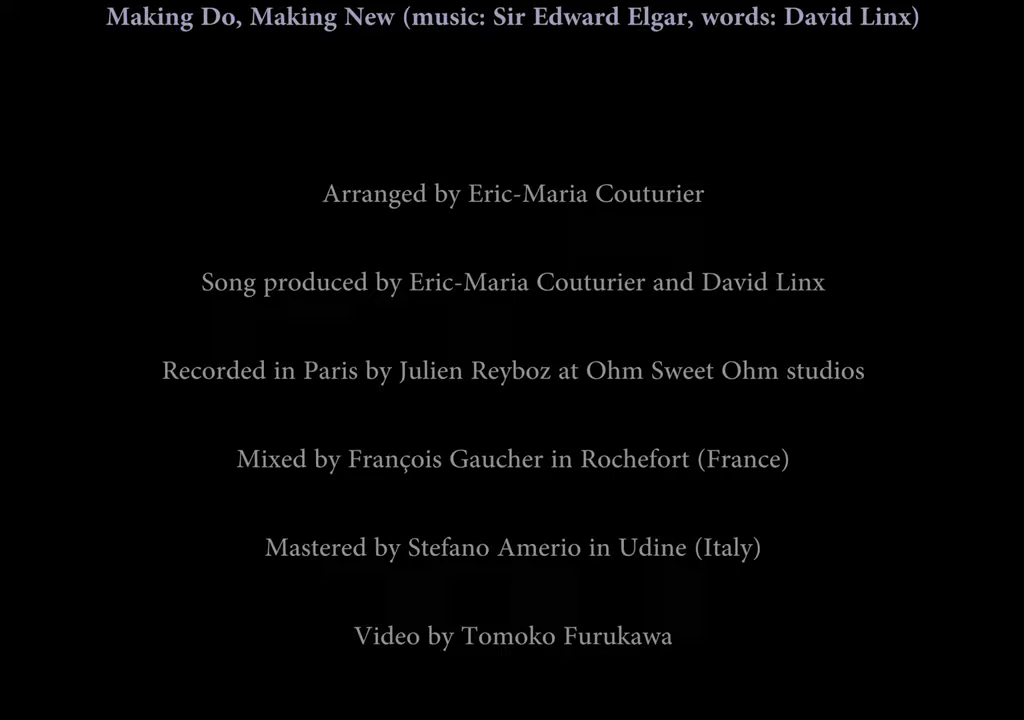 Making Do, Making New (music: Sir Edward Elgar, words: David Linx)
Arranged by Eric-Maria Couturier
Song produced by Eric-Maria Couturier and David Linx
Recorded in Paris by Julien Reyboz at Ohm Sweet Ohm studios
Mixed by François Gaucher in Rochefort (France)
Mastered by Stefano Amerio in Udine (Italy)
Video by Tomoko Furukawa